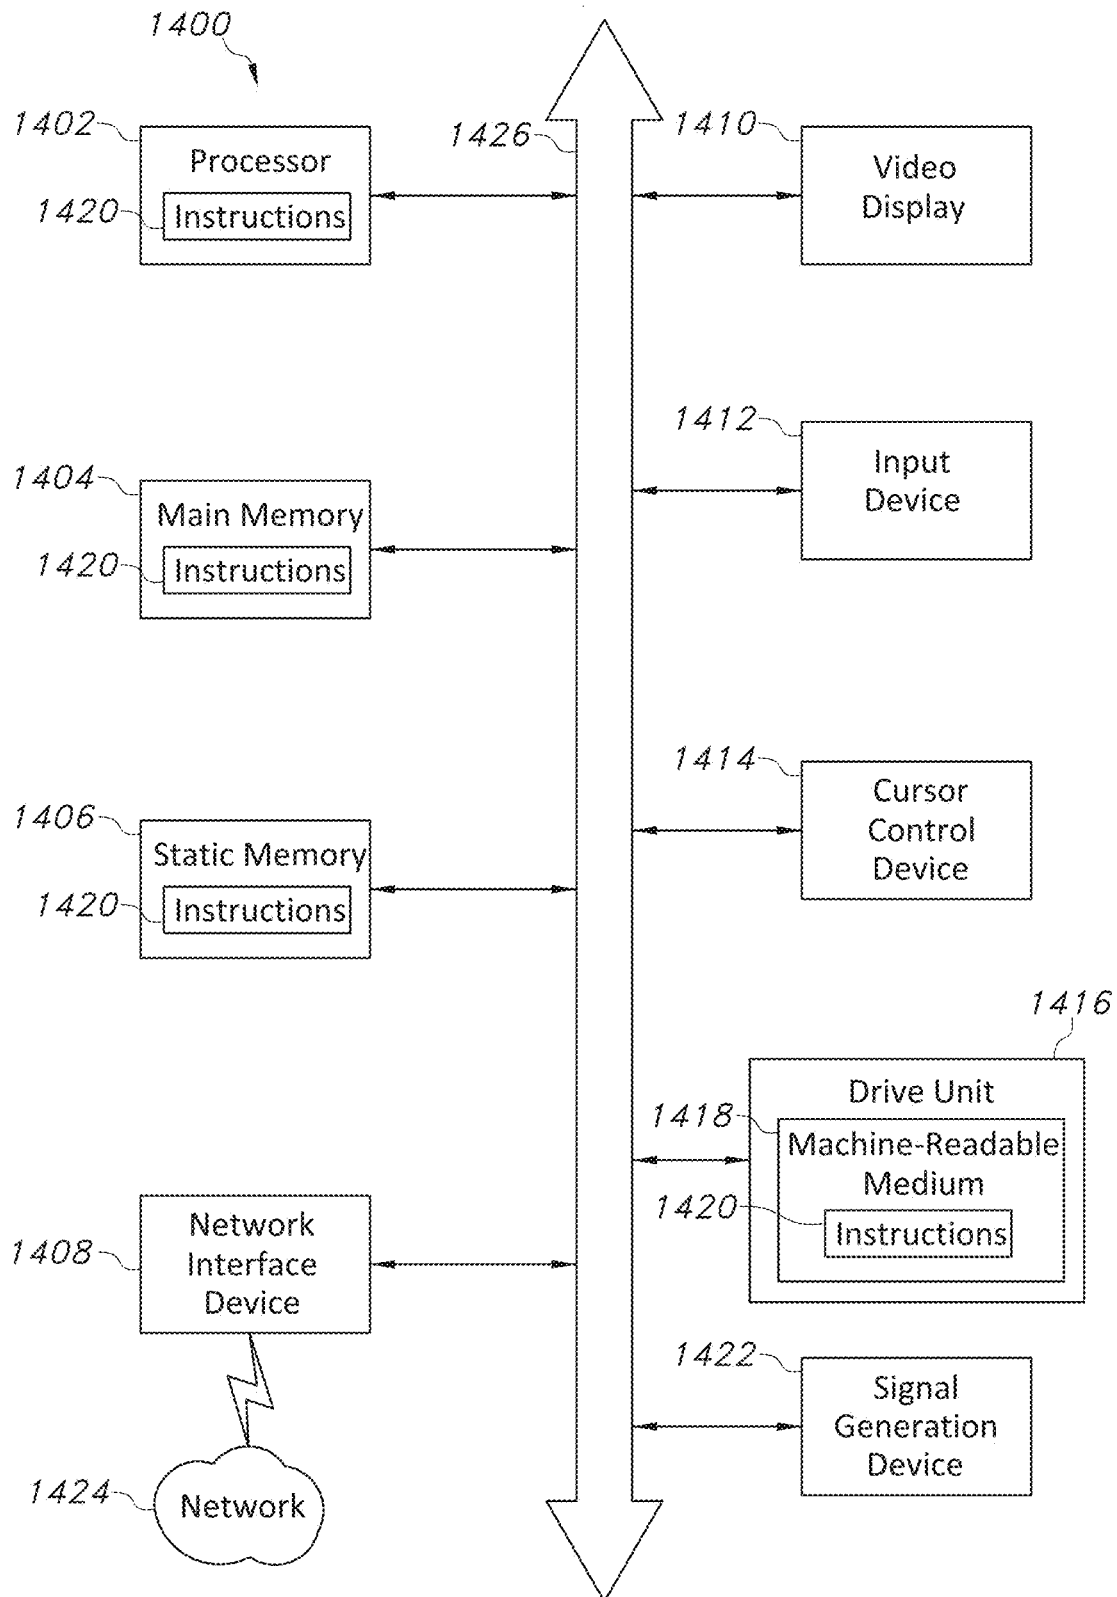 1400
1402
Processor
1420
Instructions
1426
1410
Video
Display
1412
Input
Device
1404
Main Memory
1420
Instructions
1414
Cursor
Control
Device
1406
Static Memory
1420
Instructions
1416
Drive Unit
1418
Machine-Readable
Medium
1420
Instructions
1408
Network
Interface
Device
1422
Signal
Generation
Device
1424
Network